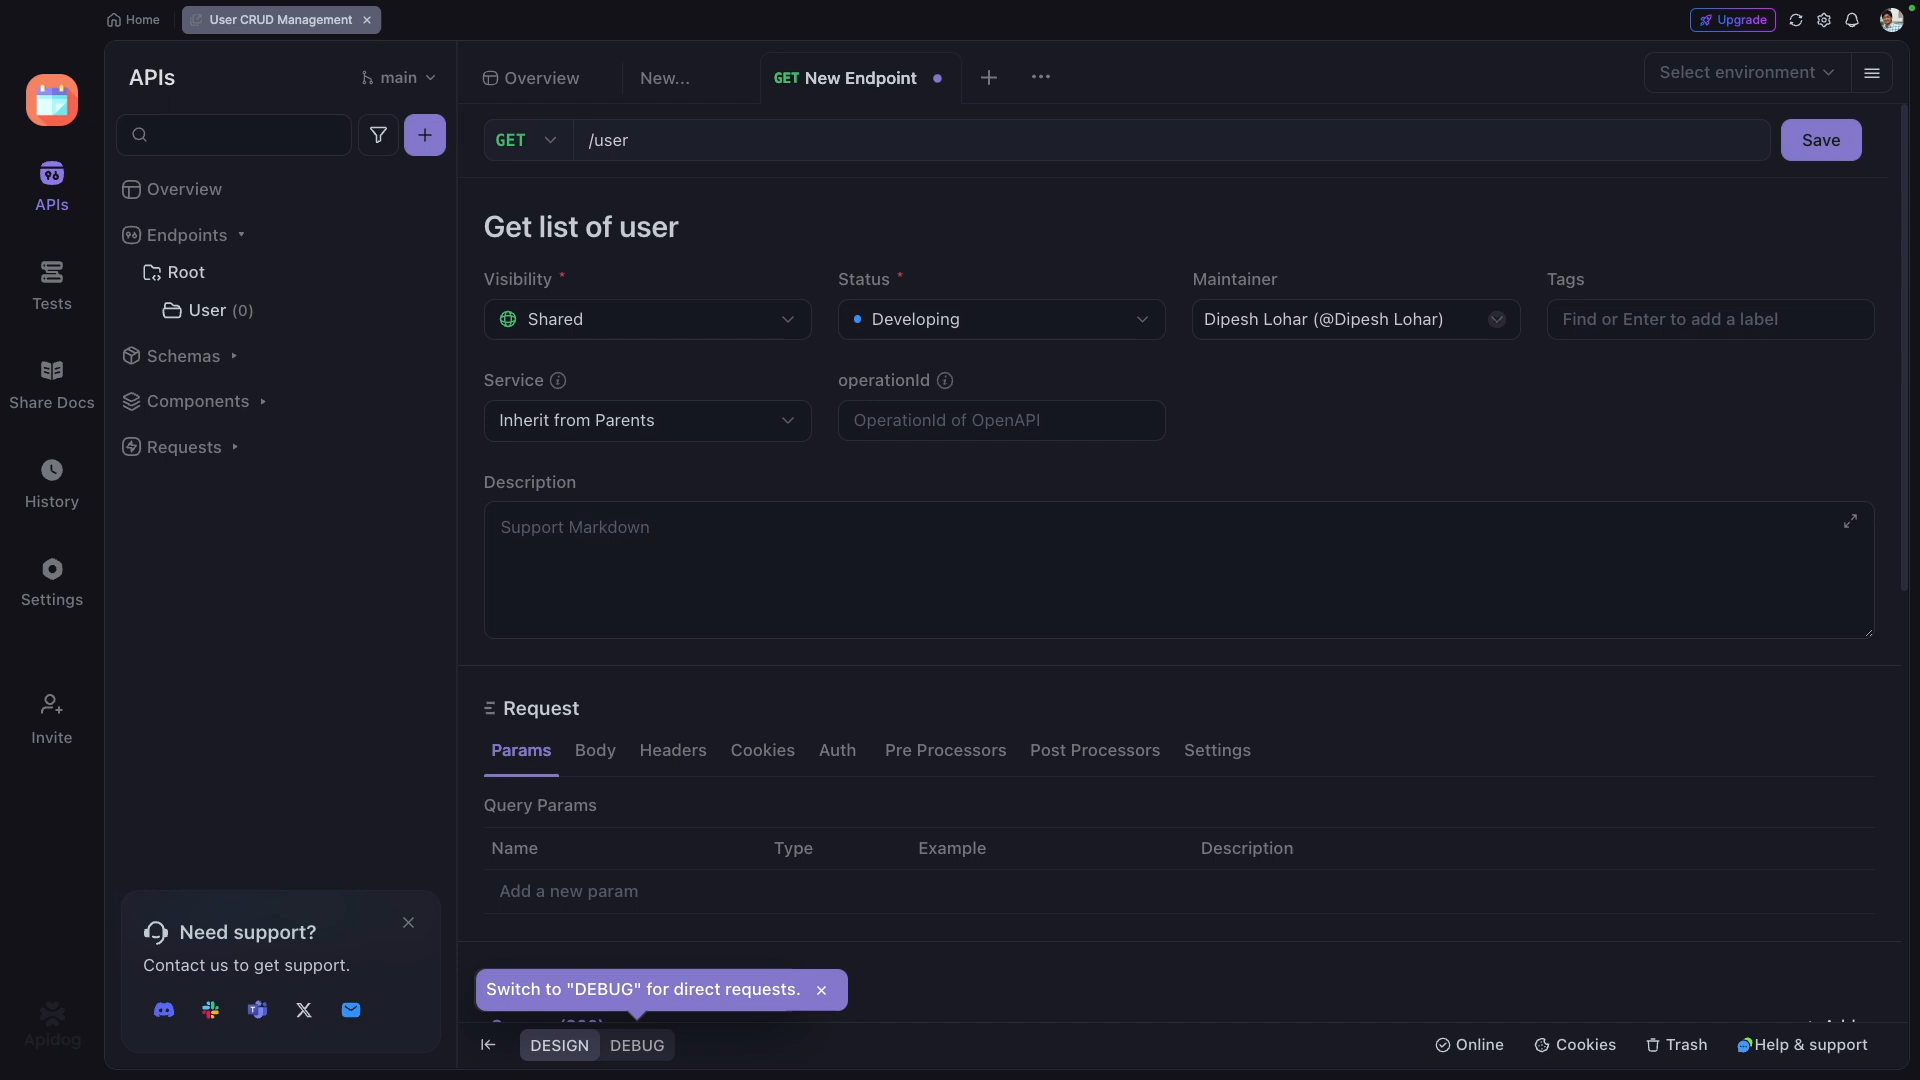 Home
User CRUD Management
Upgrade
APIs
main
Overview
New...
GET New Endpoint
Select environment
GET
/user
Save
APIs
Tests
Share Docs
History
Settings
Invite
Apidog
Overview
Endpoints
Root
User (0)
Schemas
Components
Requests
Get list of user
Visibility *
Status *
Maintainer
Tags
Shared
Developing
Dipesh Lohar (@Dipesh Lohar)
Find or Enter to add a label
Service
operationId
Inherit from Parents
OperationId of OpenAPI
Description
Support Markdown
Request
Params
Body
Headers
Cookies
Auth
Pre Processors
Post Processors
Settings
Query Params
Name
Type
Example
Description
Add a new param
Need support?
Contact us to get support.
Switch to "DEBUG" for direct requests.
DESIGN
DEBUG
Online
Cookies
Trash
Help & support